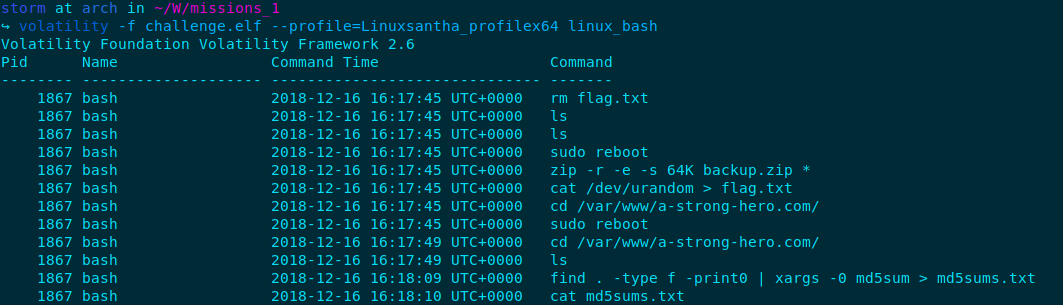 storm at arch in ~/W/missions_1
↪ volatility -f challenge.elf --profile=Linuxsantha_profilex64 linux_bash
Volatility Foundation Volatility Framework 2.6
Pid      Name                 Command Time                   Command
-------- -------------------- ------------------------------ -------
    1867 bash                 2018-12-16 16:17:45 UTC+0000   rm flag.txt
    1867 bash                 2018-12-16 16:17:45 UTC+0000   ls
    1867 bash                 2018-12-16 16:17:45 UTC+0000   ls
    1867 bash                 2018-12-16 16:17:45 UTC+0000   sudo reboot
    1867 bash                 2018-12-16 16:17:45 UTC+0000   zip -r -e -s 64K backup.zip *
    1867 bash                 2018-12-16 16:17:45 UTC+0000   cat /dev/urandom > flag.txt
    1867 bash                 2018-12-16 16:17:45 UTC+0000   cd /var/www/a-strong-hero.com/
    1867 bash                 2018-12-16 16:17:45 UTC+0000   sudo reboot
    1867 bash                 2018-12-16 16:17:49 UTC+0000   cd /var/www/a-strong-hero.com/
    1867 bash                 2018-12-16 16:17:49 UTC+0000   ls
    1867 bash                 2018-12-16 16:18:09 UTC+0000   find . -type f -print0 | xargs -0 md5sum > md5sums.txt
    1867 bash                 2018-12-16 16:18:10 UTC+0000   cat md5sums.txt